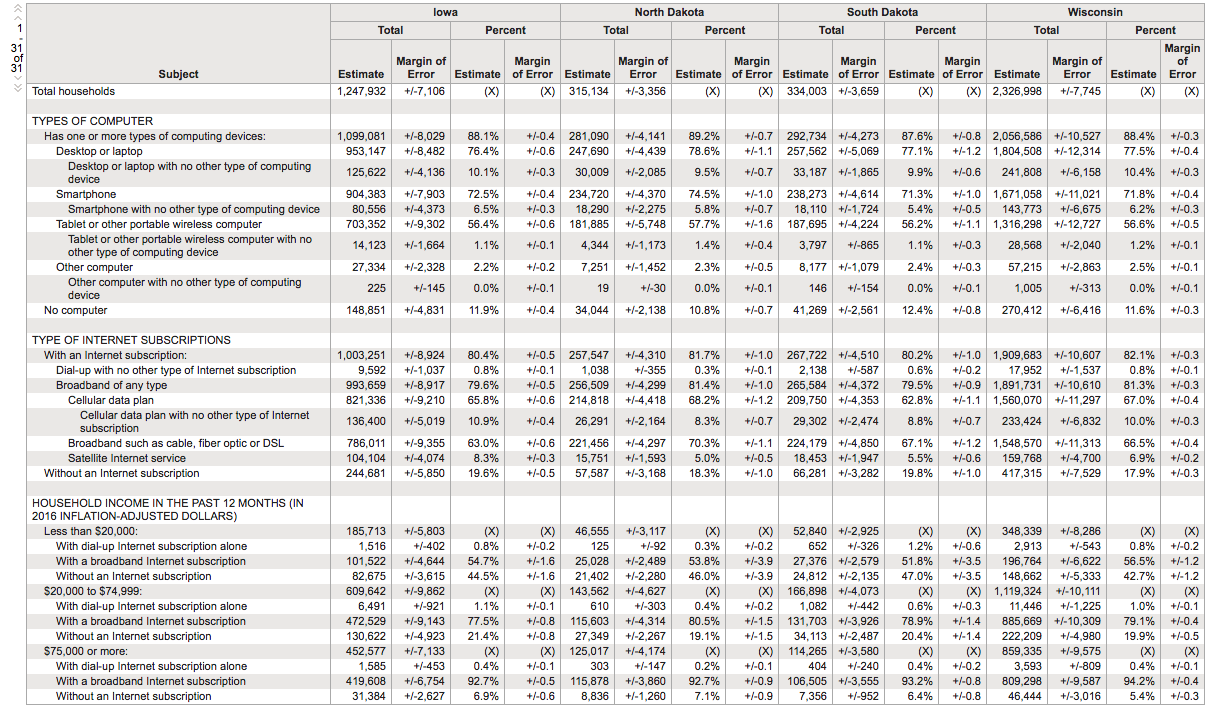 Iowa North Dakota South Dakota Wisconsin
1 Total Percent Total Percent Total Percent Total Percent
-
31
of
31
Subject Estimate Margin of Error Estimate Margin of Error Estimate Margin of Error Estimate Margin of Error Estimate Margin of Error Estimate Margin of Error Estimate Margin of Error Estimate Margin of Error
Total households 1,247,932 +/-7,106 (X) (X) 315,134 +/-3,356 (X) (X) 334,003 +/-3,659 (X) (X) 2,326,998 +/-7,745 (X) (X)
TYPES OF COMPUTER
Has one or more types of computing devices: 1,099,081 +/-8,029 88.1% +/-0.4 281,090 +/-4,141 89.2% +/-0.7 292,734 +/-4,273 87.6% +/-0.8 2,056,586 +/-10,527 88.4% +/-0.3
Desktop or laptop 953,147 +/-8,482 76.4% +/-0.6 247,690 +/-4,439 78.6% +/-1.1 257,562 +/-5,069 77.1% +/-1.2 1,804,508 +/-12,314 77.5% +/-0.4
Desktop or laptop with no other type of computing
device 125,622 +/-4,136 10.1% +/-0.3 30,009 +/-2,085 9.5% +/-0.7 33,187 +/-1,865 9.9% +/-0.6 241,808 +/-6,158 10.4% +/-0.3
Smartphone 904,383 +/-7,903 72.5% +/-0.4 234,720 +/-4,370 74.5% +/-1.0 238,273 +/-4,614 71.3% +/-1.0 1,671,058 +/-11,021 71.8% +/-0.4
Smartphone with no other type of computing device 80,556 +/-4,373 6.5% +/-0.3 18,290 +/-2,275 5.8% +/-0.7 18,110 +/-1,724 5.4% +/-0.5 143,773 +/-6,675 6.2% +/-0.3
Tablet or other portable wireless computer 703,352 +/-9,302 56.4% +/-0.6 181,885 +/-5,748 57.7% +/-1.6 187,695 +/-4,224 56.2% +/-1.1 1,316,298 +/-12,727 56.6% +/-0.5
Tablet or other portable wireless computer with no
other type of computing device 14,123 +/-1,664 1.1% +/-0.1 4,344 +/-1,173 1.4% +/-0.4 3,797 +/-865 1.1% +/-0.3 28,568 +/-2,040 1.2% +/-0.1
Other computer 27,334 +/-2,328 2.2% +/-0.2 7,251 +/-1,452 2.3% +/-0.5 8,177 +/-1,079 2.4% +/-0.3 57,215 +/-2,863 2.5% +/-0.1
Other computer with no other type of computing
device 225 +/-145 0.0% +/-0.1 19 +/-30 0.0% +/-0.1 146 +/-154 0.0% +/-0.1 1,005 +/-313 0.0% +/-0.1
No computer 148,851 +/-4,831 11.9% +/-0.4 34,044 +/-2,138 10.8% +/-0.7 41,269 +/-2,561 12.4% +/-0.8 270,412 +/-6,416 11.6% +/-0.3
TYPE OF INTERNET SUBSCRIPTIONS
With an Internet subscription: 1,003,251 +/-8,924 80.4% +/-0.5 257,547 +/-4,310 81.7% +/-1.0 267,722 +/-4,510 80.2% +/-1.0 1,909,683 +/-10,607 82.1% +/-0.3
Dial-up with no other type of Internet subscription 9,592 +/-1,037 0.8% +/-0.1 1,038 +/-355 0.3% +/-0.1 2,138 +/-587 0.6% +/-0.2 17,952 +/-1,537 0.8% +/-0.1
Broadband of any type 993,659 +/-8,917 79.6% +/-0.5 256,509 +/-4,299 81.4% +/-1.0 265,584 +/-4,372 79.5% +/-0.9 1,891,731 +/-10,610 81.3% +/-0.3
Cellular data plan 821,336 +/-9,210 65.8% +/-0.6 214,818 +/-4,418 68.2% +/-1.2 209,750 +/-4,353 62.8% +/-1.1 1,560,070 +/-11,297 67.0% +/-0.4
Cellular data plan with no other type of Internet
subscription 136,400 +/-5,019 10.9% +/-0.4 26,291 +/-2,164 8.3% +/-0.7 29,302 +/-2,474 8.8% +/-0.7 233,424 +/-6,832 10.0% +/-0.3
Broadband such as cable, fiber optic or DSL 786,011 +/-9,355 63.0% +/-0.6 221,456 +/-4,297 70.3% +/-1.1 224,179 +/-4,850 67.1% +/-1.2 1,548,570 +/-11,313 66.5% +/-0.4
Satellite Internet service 104,104 +/-4,074 8.3% +/-0.3 15,751 +/-1,593 5.0% +/-0.5 18,453 +/-1,947 5.5% +/-0.6 159,768 +/-4,700 6.9% +/-0.2
Without an Internet subscription 244,681 +/-5,850 19.6% +/-0.5 57,587 +/-3,168 18.3% +/-1.0 66,281 +/-3,282 19.8% +/-1.0 417,315 +/-7,529 17.9% +/-0.3
HOUSEHOLD INCOME IN THE PAST 12 MONTHS (IN
2016 INFLATION-ADJUSTED DOLLARS)
Less than $20,000: 185,713 +/-5,803 (X) (X) 46,555 +/-3,117 (X) (X) 52,840 +/-2,925 (X) (X) 348,339 +/-8,286 (X) (X)
With dial-up Internet subscription alone 1,516 +/-402 0.8% +/-0.2 125 +/-92 0.3% +/-0.2 652 +/-326 1.2% +/-0.6 2,913 +/-543 0.8% +/-0.2
With a broadband Internet subscription 101,522 +/-4,644 54.7% +/-1.6 25,028 +/-2,489 53.8% +/-3.9 27,376 +/-2,579 51.8% +/-3.5 196,764 +/-6,622 56.5% +/-1.2
Without an Internet subscription 82,675 +/-3,615 44.5% +/-1.6 21,402 +/-2,280 46.0% +/-3.9 24,812 +/-2,135 47.0% +/-3.5 148,662 +/-5,333 42.7% +/-1.2
$20,000 to $74,999: 609,642 +/-9,862 (X) (X) 143,562 +/-4,627 (X) (X) 166,898 +/-4,073 (X) (X) 1,119,324 +/-10,111 (X) (X)
With dial-up Internet subscription alone 6,491 +/-921 1.1% +/-0.1 610 +/-303 0.4% +/-0.2 1,082 +/-442 0.6% +/-0.3 11,446 +/-1,225 1.0% +/-0.1
With a broadband Internet subscription 472,529 +/-9,143 77.5% +/-0.8 115,603 +/-4,314 80.5% +/-1.5 131,703 +/-3,926 78.9% +/-1.4 885,669 +/-10,309 79.1% +/-0.4
Without an Internet subscription 130,622 +/-4,923 21.4% +/-0.8 27,349 +/-2,267 19.1% +/-1.5 34,113 +/-2,487 20.4% +/-1.4 222,209 +/-4,980 19.9% +/-0.5
$75,000 or more: 452,577 +/-7,133 (X) (X) 125,017 +/-4,174 (X) (X) 114,265 +/-3,580 (X) (X) 859,335 +/-9,575 (X) (X)
With dial-up Internet subscription alone 1,585 +/-453 0.4% +/-0.1 303 +/-147 0.2% +/-0.1 404 +/-240 0.4% +/-0.2 3,593 +/-809 0.4% +/-0.1
With a broadband Internet subscription 419,608 +/-6,754 92.7% +/-0.5 115,878 +/-3,860 92.7% +/-0.9 106,505 +/-3,555 93.2% +/-0.8 809,298 +/-9,587 94.2% +/-0.4
Without an Internet subscription 31,384 +/-2,627 6.9% +/-0.6 8,836 +/-1,260 7.1% +/-0.9 7,356 +/-952 6.4% +/-0.8 46,444 +/-3,016 5.4% +/-0.3